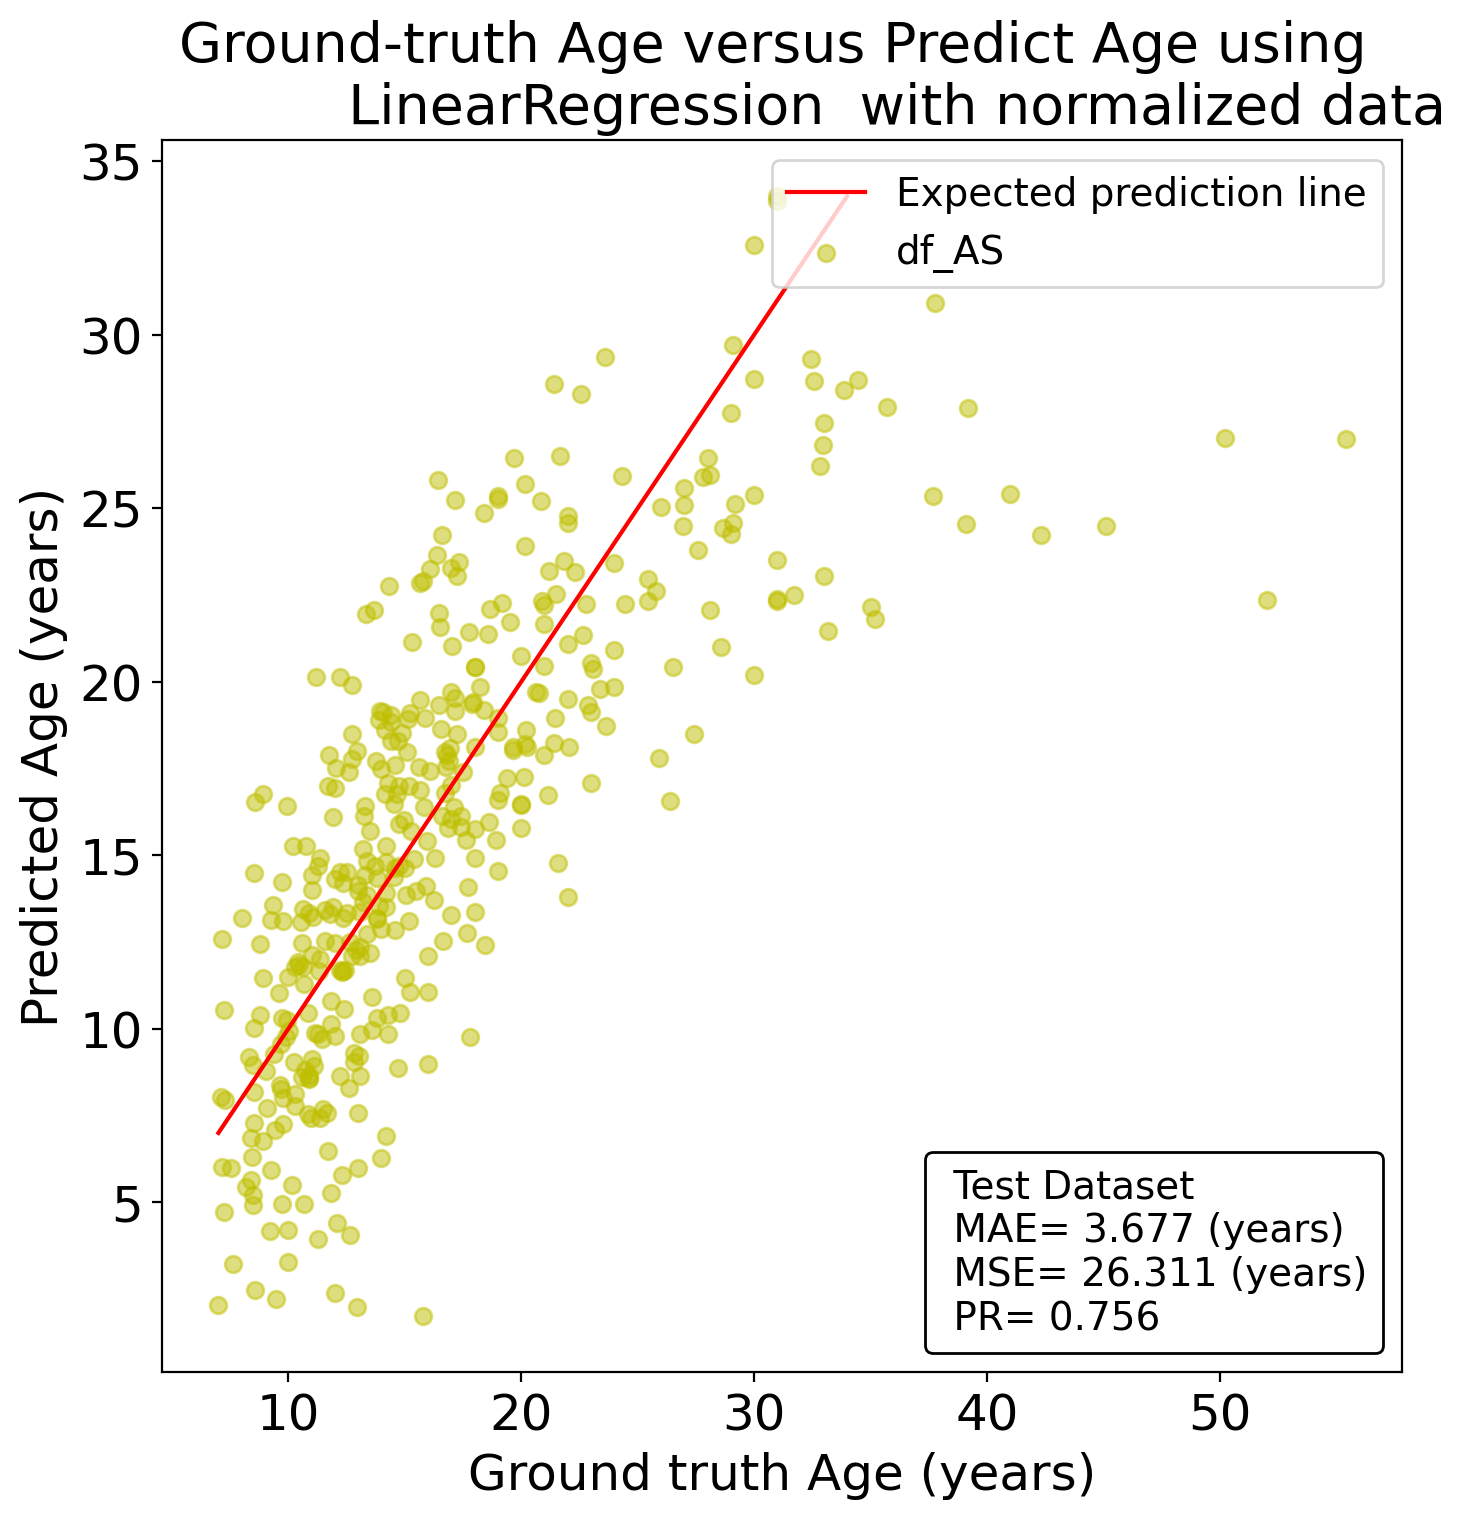 Ground-truth Age versus Predict Age using
LinearRegression  with normalized data
35
30
25
20
15
10
5
Predicted Age (years)
Expected prediction line
df_AS
Test Dataset
MAE= 3.677 (years)
MSE= 26.311 (years)
PR= 0.756
10 20 30 40 50
Ground truth Age (years)